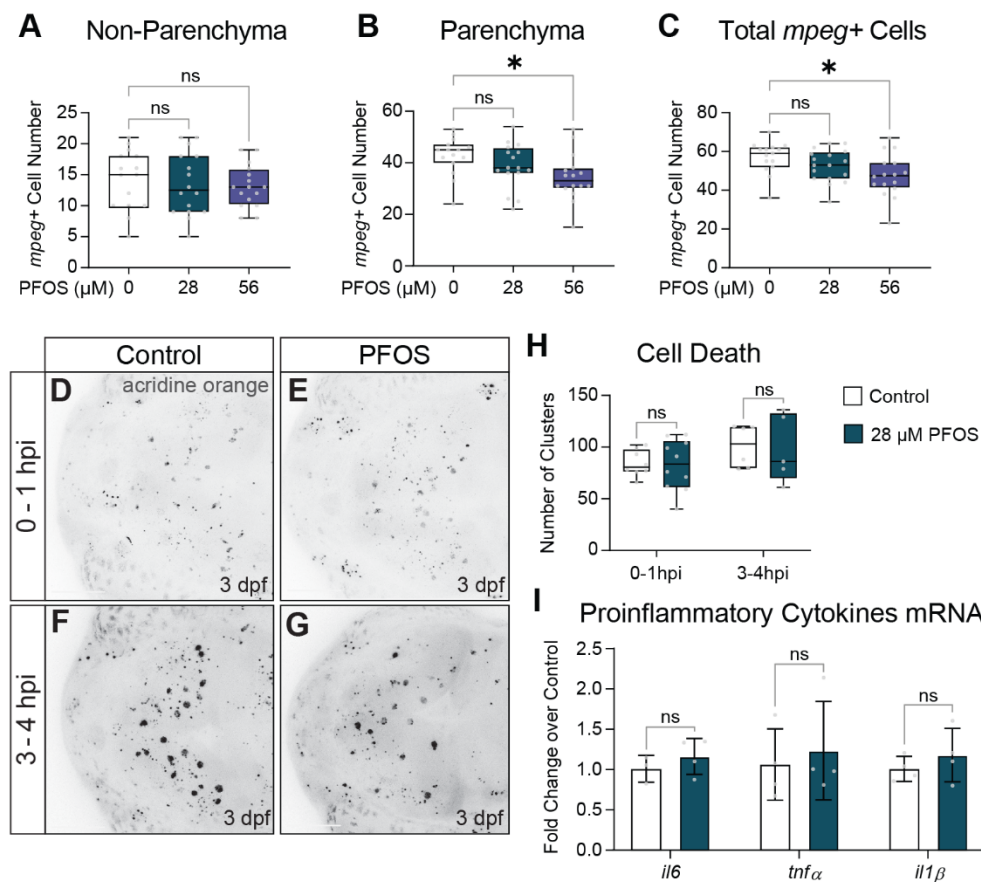 A Non-Parenchyma
ns
ns
mpeg+ Cell Number
25
20
15
10
5
0
PFOS (µM) 0 28 56
B Parenchyma
*
ns
mpeg+ Cell Number
60
40
20
0
PFOS (µM) 0 28 56
C Total mpeg+ Cells
*
ns
mpeg+ Cell Number
80
60
40
20
0
PFOS (µM) 0 28 56
Control PFOS
0 - 1 hpi
D acridine orange
3 dpf
E
3 dpf
3 - 4 hpi
F
3 dpf
G
3 dpf
H Cell Death
ns
ns
Number of Clusters
150
100
50
0
0-1hpi 3-4hpi
Control
28 µM PFOS
I Proinflammatory Cytokines mRNA
ns
ns
ns
Fold Change over Control
2.5
2.0
1.5
1.0
0.5
0.0
il6 tnfα il1β